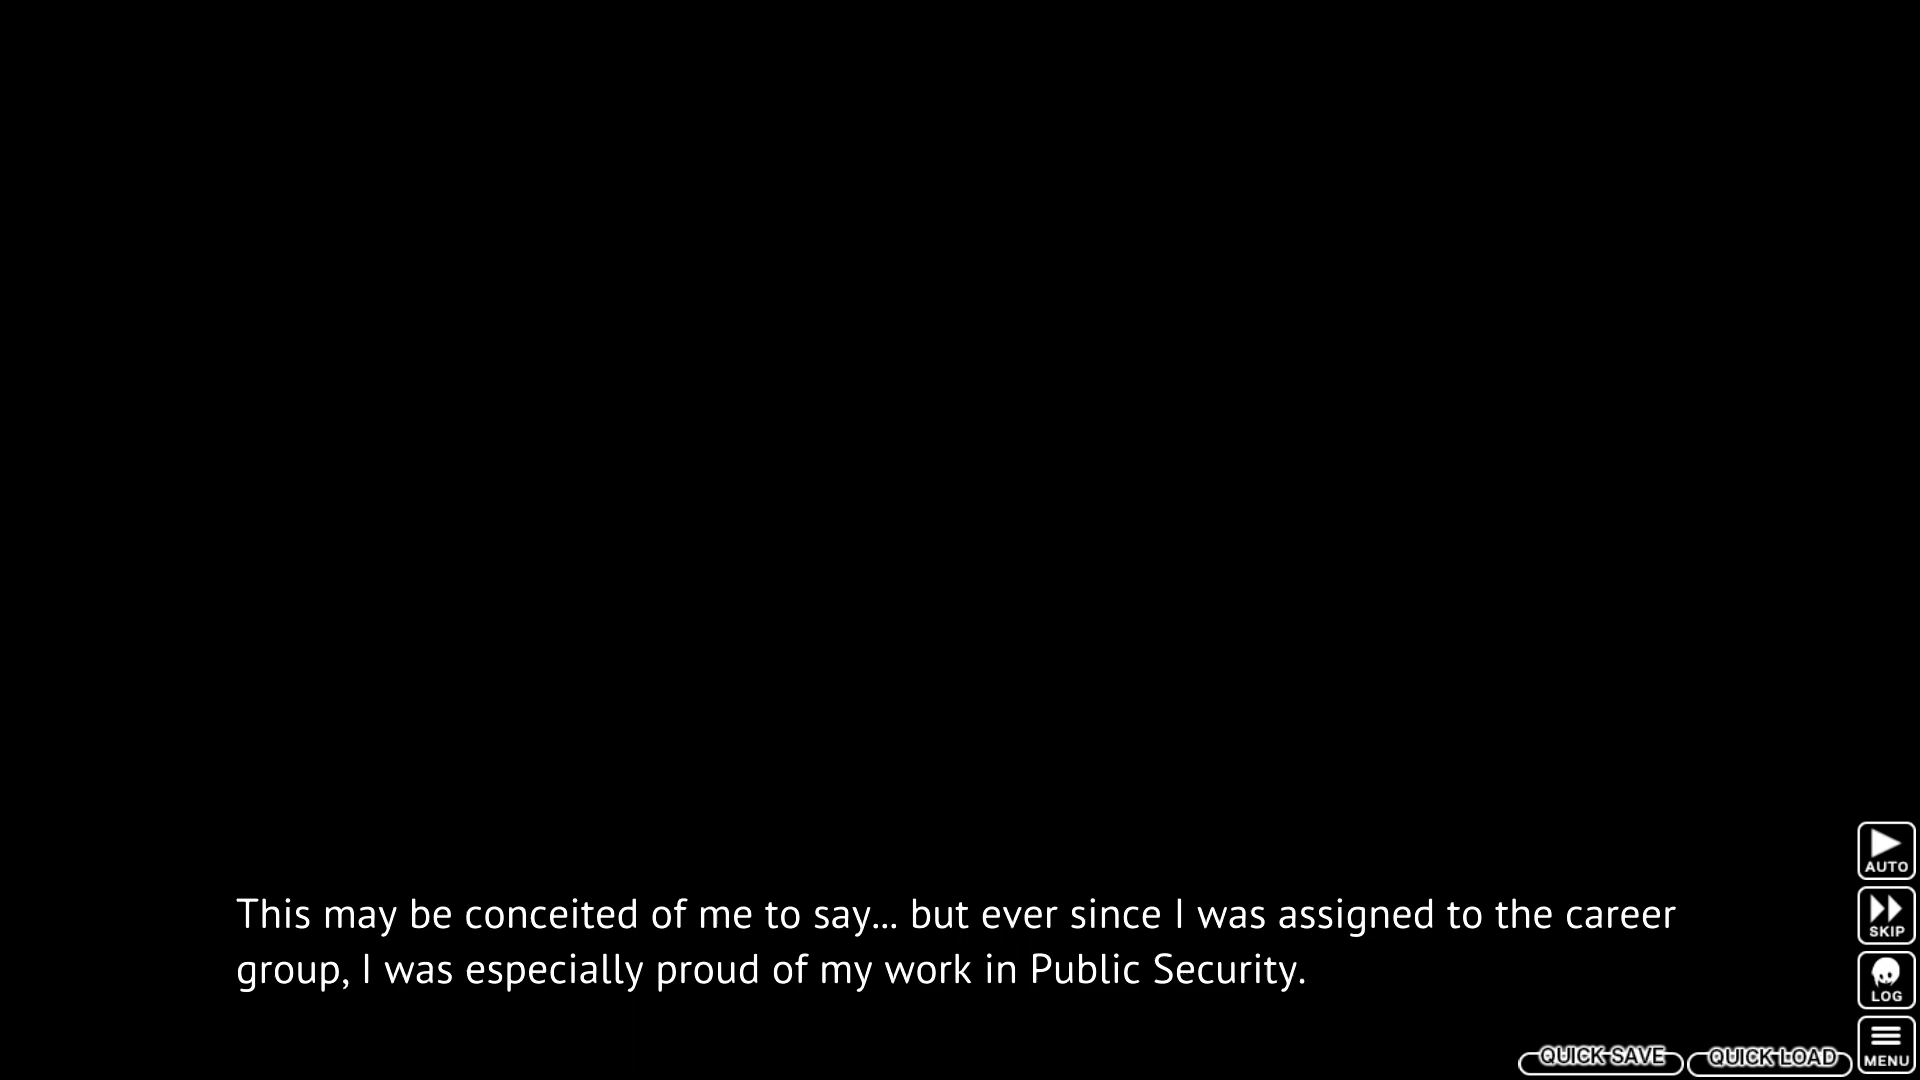 This may be conceited of me to say... but ever since I was assigned to the career
group, I was especially proud of my work in Public Security.
AUTO
SKIP
LOG
QUICK SAVE QUICK LOAD MENU